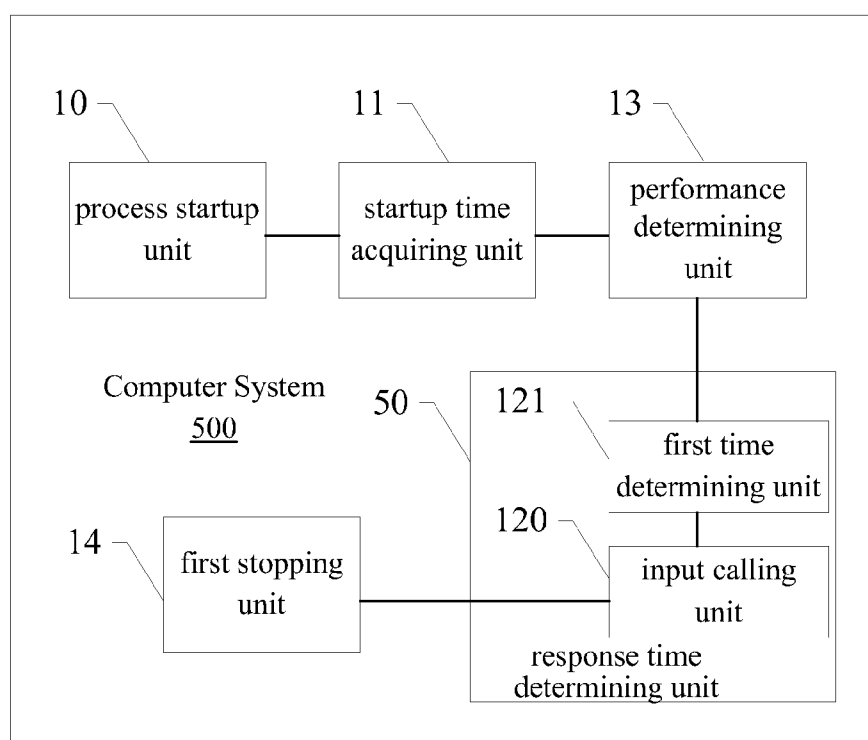 10
11
13
process startup
unit
startup time
acquiring unit
performance
determining
unit
Computer System
500
50
121
first time
determining unit
14
first stopping
unit
120
input calling
unit
response time
determining unit